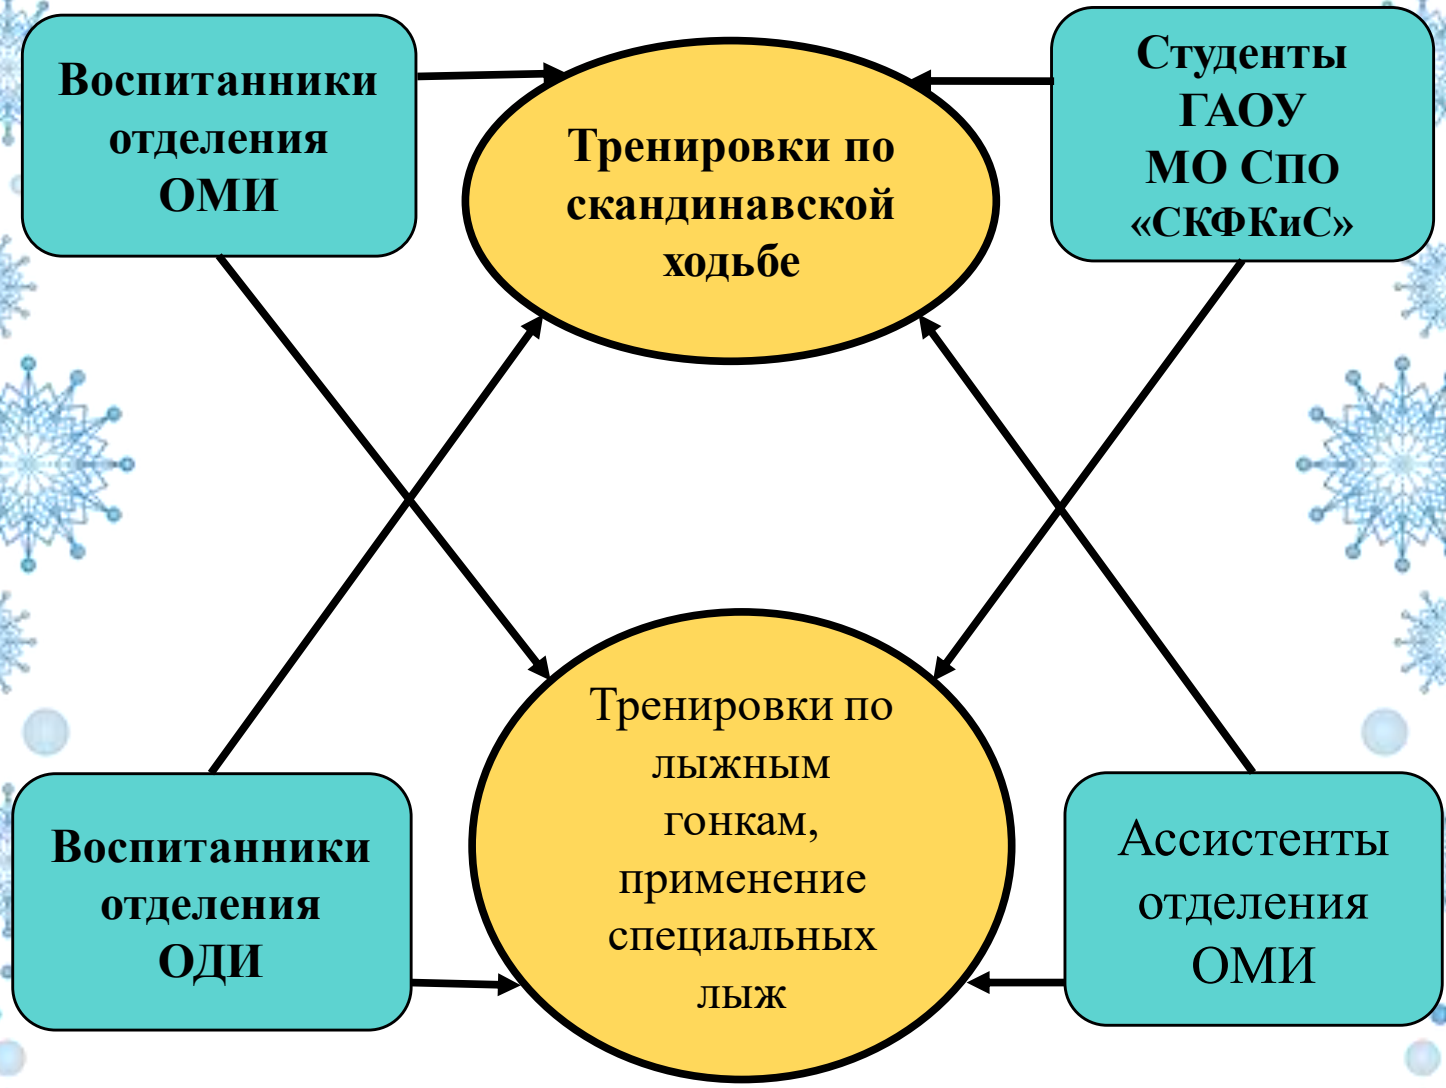 Воспитанники
отделения
ОМИ
Тренировки по
скандинавской
ходьбе
Студенты
ГАОУ
МО СПО
«СКФКиС»
Воспитанники
отделения
ОДИ
Тренировки по
лыжным
гонкам,
применение
специальных
лыж
Ассистенты
отделения
ОМИ